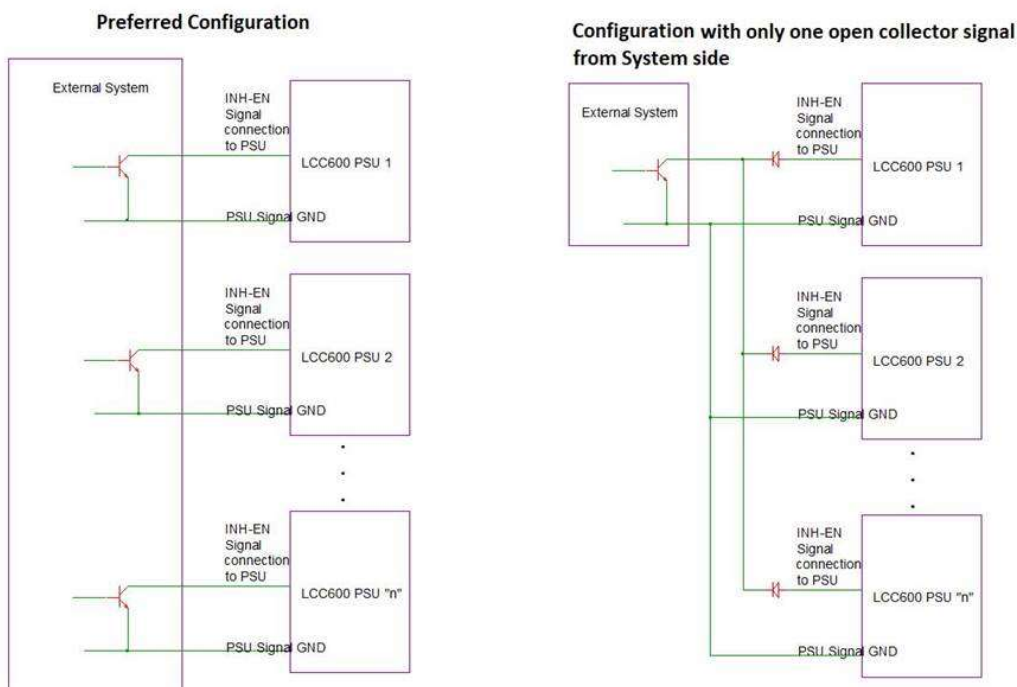 Preferred Configuration
External System
INH-EN
Signal
connection
to PSU
LCC600 PSU 1
PSU Signal GND
INH-EN
Signal
connection
to PSU
LCC600 PSU 2
PSU Signal GND
INH-EN
Signal
connection
to PSU
LCC600 PSU "n"
PSU Signal GND
Configuration with only one open collector signal
from System side
External System
INH-EN
Signal
connection
to PSU
LCC600 PSU 1
PSU Signal GND
INH-EN
Signal
connection
to PSU
LCC600 PSU 2
PSU Signal GND
INH-EN
Signal
connection
to PSU
LCC600 PSU "n"
PSU Signal GND